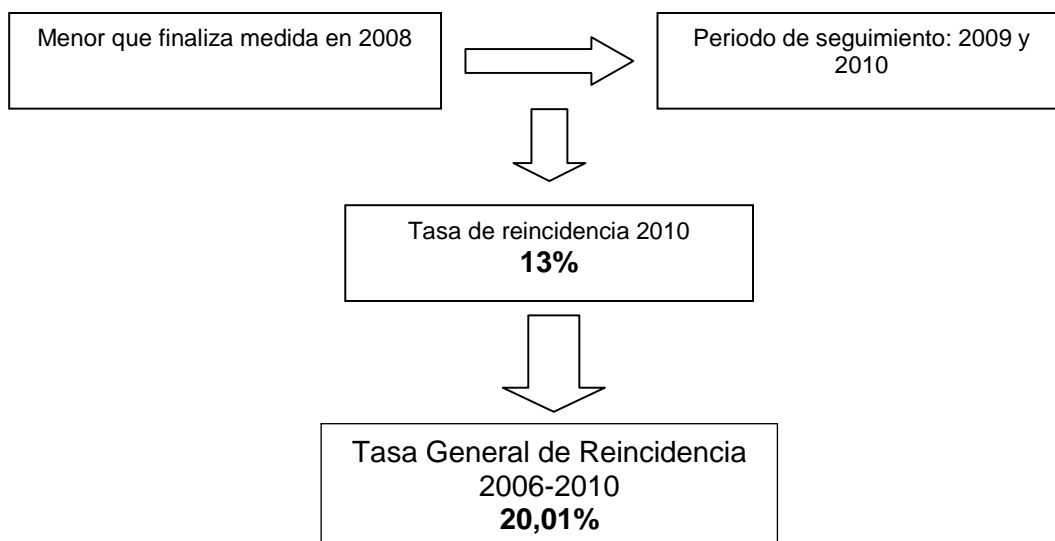 Menor que finaliza medida en 2008
Periodo de seguimiento: 2009 y
2010
Tasa de reincidencia 2010
13%
Tasa General de Reincidencia
2006-2010
20,01%